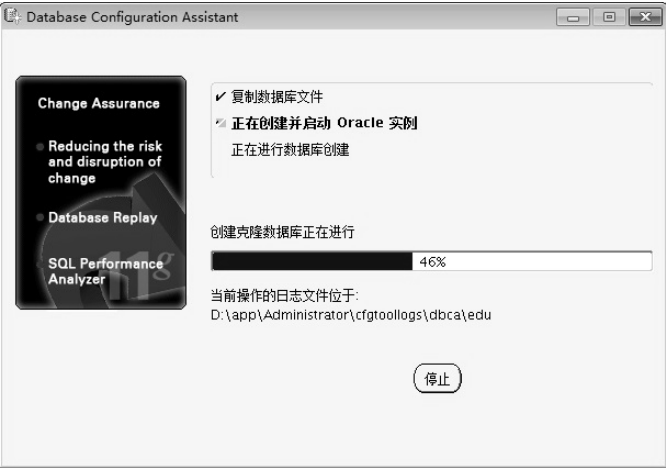 Database Configuration Assistant
Change Assurance
Reducing the risk
and disruption of
change
Database Replay
SQL Performance
Analyzer
11g
复制数据库文件
正在创建并启动 Oracle 实例
正在进行数据库创建
创建克隆数据库正在进行
46%
当前操作的日志文件位于:
D:\app\Administrator\cfgtoollogs\dbca\edu
停止